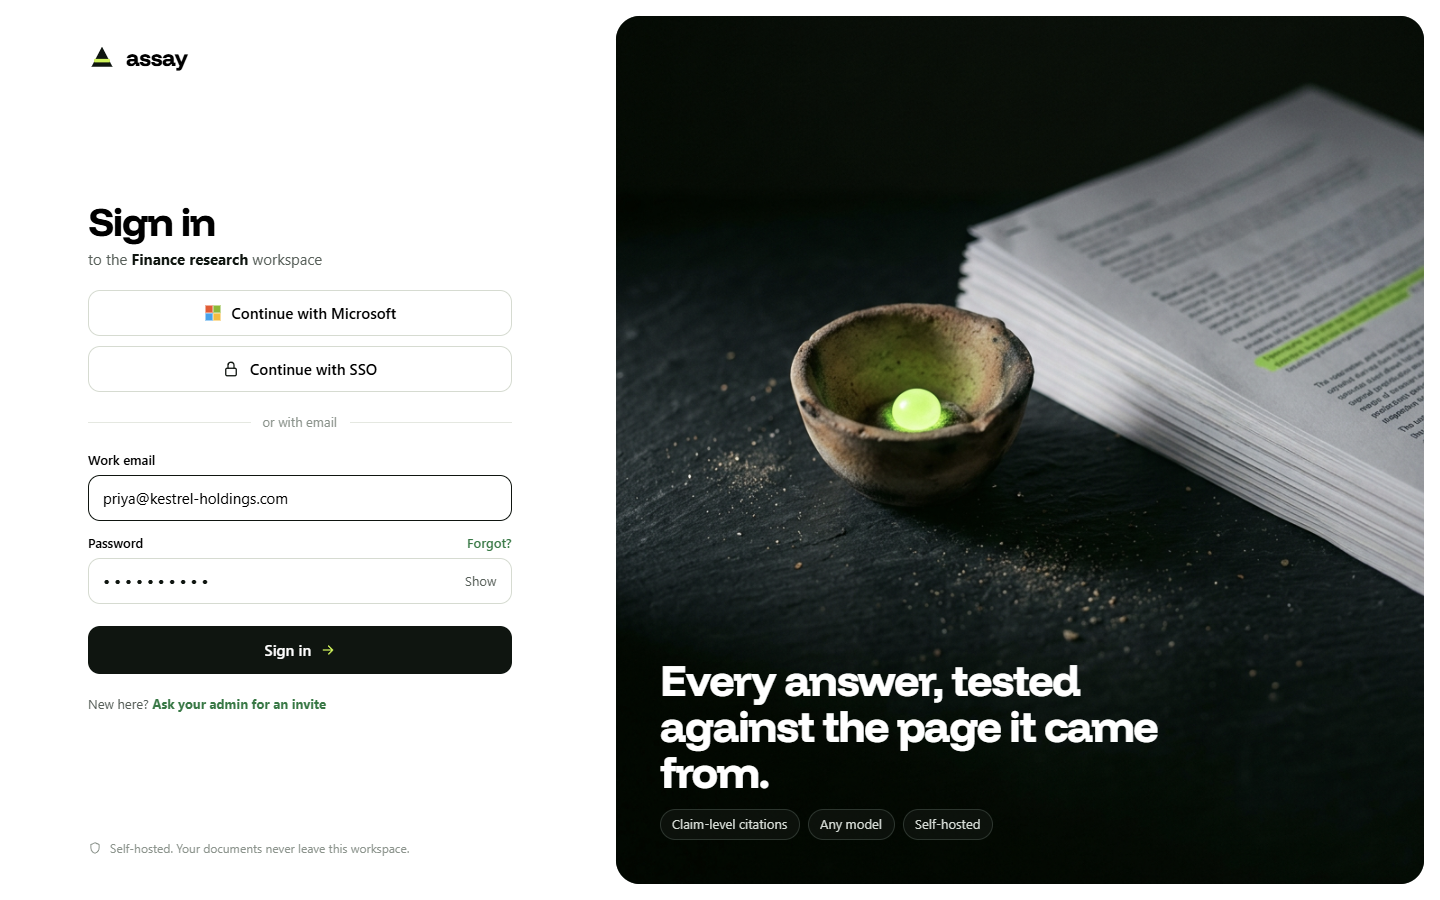 assay
Sign in
to the Finance research workspace
Continue with Microsoft
Continue with SSO
or with email
Work email
priya@kestrel-holdings.com
Password
Forgot?
••••••••••
Show
Sign in →
New here? Ask your admin for an invite
Self-hosted. Your documents never leave this workspace.
Every answer, tested
against the page it came
from.
Claim-level citations
Any model
Self-hosted